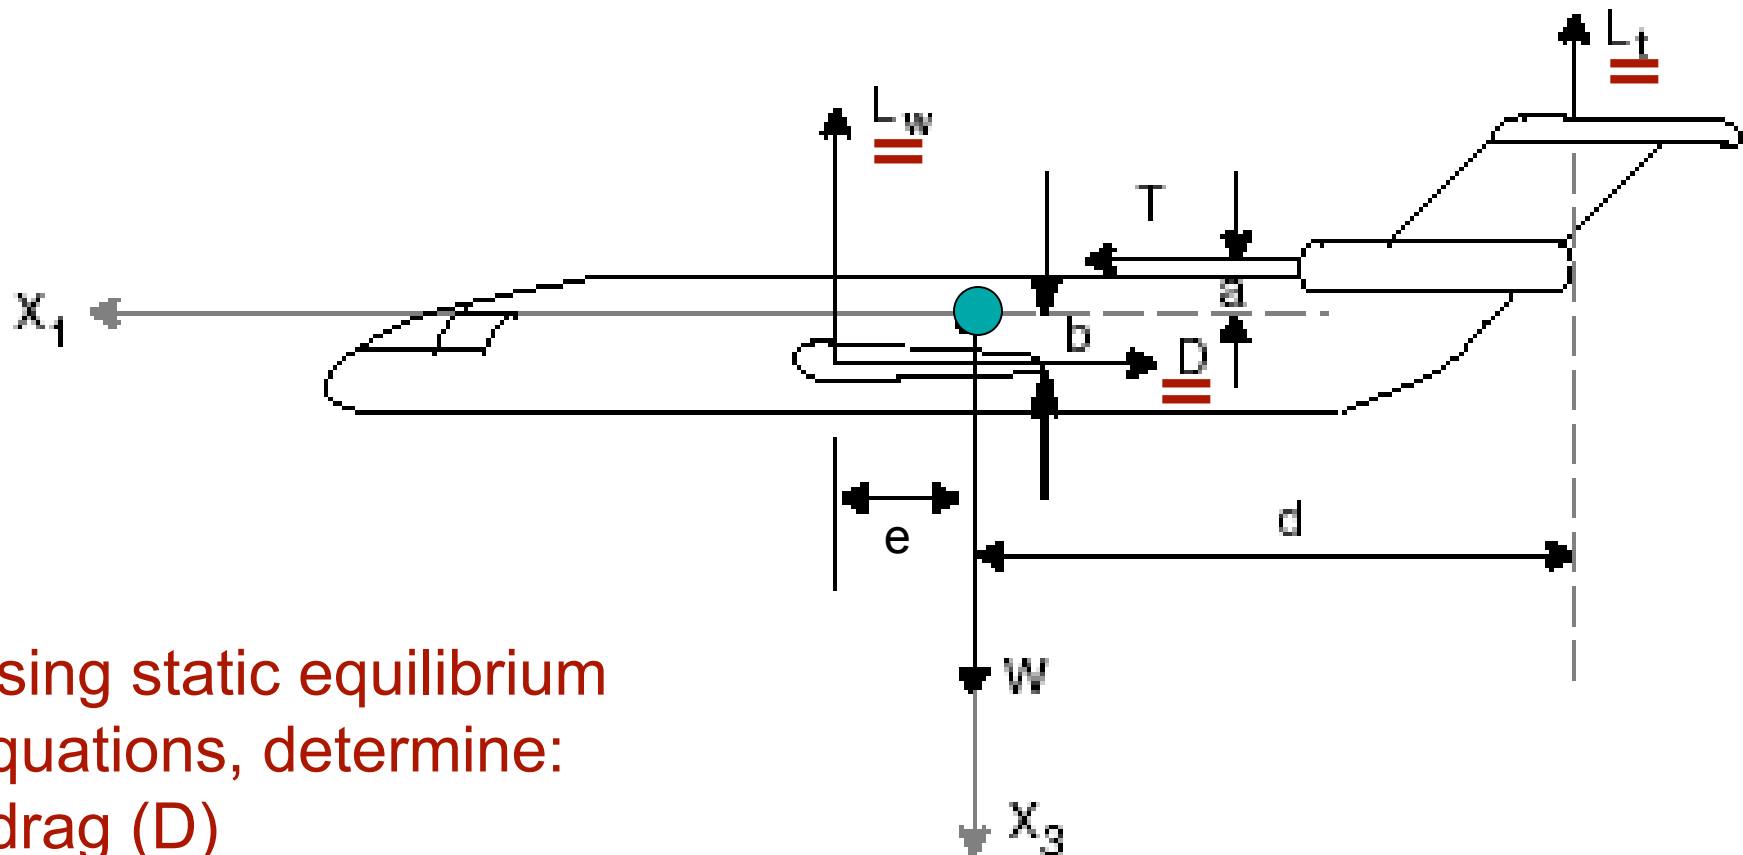 Lt
Lw
T
X1
a
b
D
e
d
sing static equilibrium
quations, determine:
drag (D)
W
X3